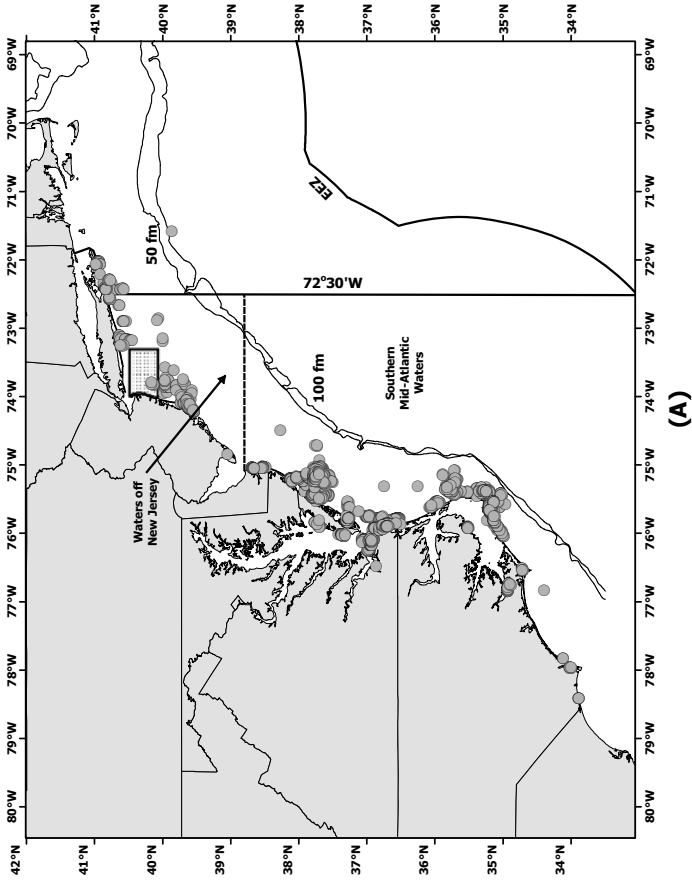 41°N
40°N
39°N
38°N
37°N
36°N
35°N
34°N
69°W
70°W
71°W
72°W
73°W
74°W
75°W
76°W
77°W
78°W
79°W
80°W
EEZ
50 fm
72°30'W
100 fm
Southern
Mid-Atlantic
Waters
Waters off
New Jersey
69°W
70°W
71°W
72°W
73°W
74°W
75°W
76°W
77°W
78°W
79°W
80°W
42°N
41°N
40°N
39°N
38°N
37°N
36°N
35°N
34°N
(A)